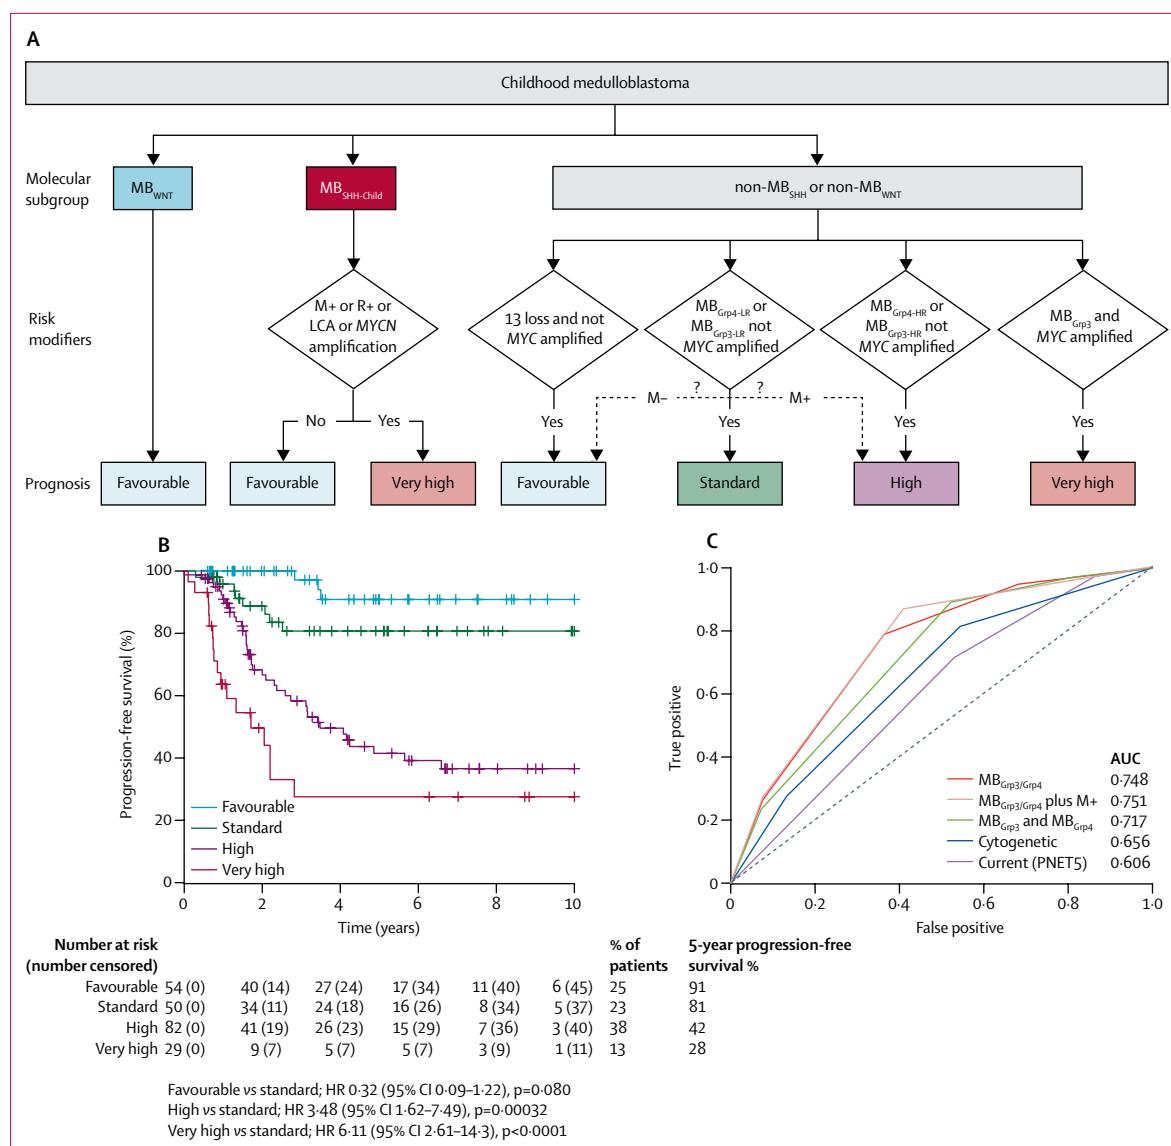 A
Childhood medulloblastoma
Molecular
subgroup
MBWNT
MBSHH-Child
non-MBSHH or non-MBWNT
Risk
modifiers
M+ or R+ or
LCA or MYCN
amplification
13 loss and not
MYC amplified
MBGrp4-LR or
MBGrp3-LR not
MYC amplified
MBGrp4-HR or
MBGrp3-HR not
MYC amplified
MBGrp3 and
MYC amplified
No
Yes
Yes
M–
?
?
M+
Yes
Yes
Yes
Prognosis
Favourable
Favourable
Very high
Favourable
Standard
High
Very high
B
Progression-free survival (%)
100
80
60
40
20
0
0 2 4 6 8 10
Time (years)
Favourable
Standard
High
Very high
C
True positive
1·0
0·8
0·6
0·4
0·2
0
0 0·2 0·4 0·6 0·8 1·0
False positive
AUC
MBGrp3/Grp4 0·748
MBGrp3/Grp4 plus M+ 0·751
MBGrp3 and MBGrp4 0·717
Cytogenetic 0·656
Current (PNET5) 0·606
Number at risk
(number censored)
% of
patients
5-year progression-free
survival %
Favourable 54 (0) 40 (14) 27 (24) 17 (34) 11 (40) 6 (45) 25 91
Standard 50 (0) 34 (11) 24 (18) 16 (26) 8 (34) 5 (37) 23 81
High 82 (0) 41 (19) 26 (23) 15 (29) 7 (36) 3 (40) 38 42
Very high 29 (0) 9 (7) 5 (7) 5 (7) 3 (9) 1 (11) 13 28
Favourable vs standard; HR 0·32 (95% CI 0·09–1·22), p=0·080
High vs standard; HR 3·48 (95% CI 1·62–7·49), p=0·00032
Very high vs standard; HR 6·11 (95% CI 2·61–14·3), p<0·0001